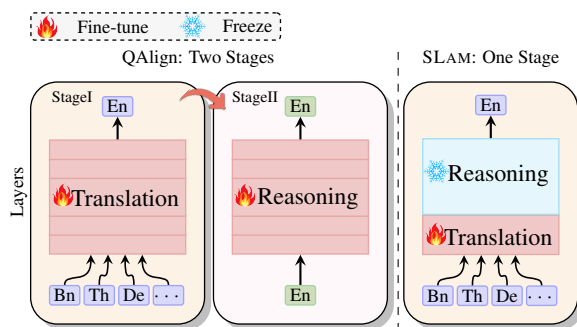 Fine-tune Freeze
QAlign: Two Stages
SLAM: One Stage
StageI
En
StageII
En
En
Layers
Translation
Reasoning
Reasoning
Translation
Bn Th De ...
En
Bn Th De ...